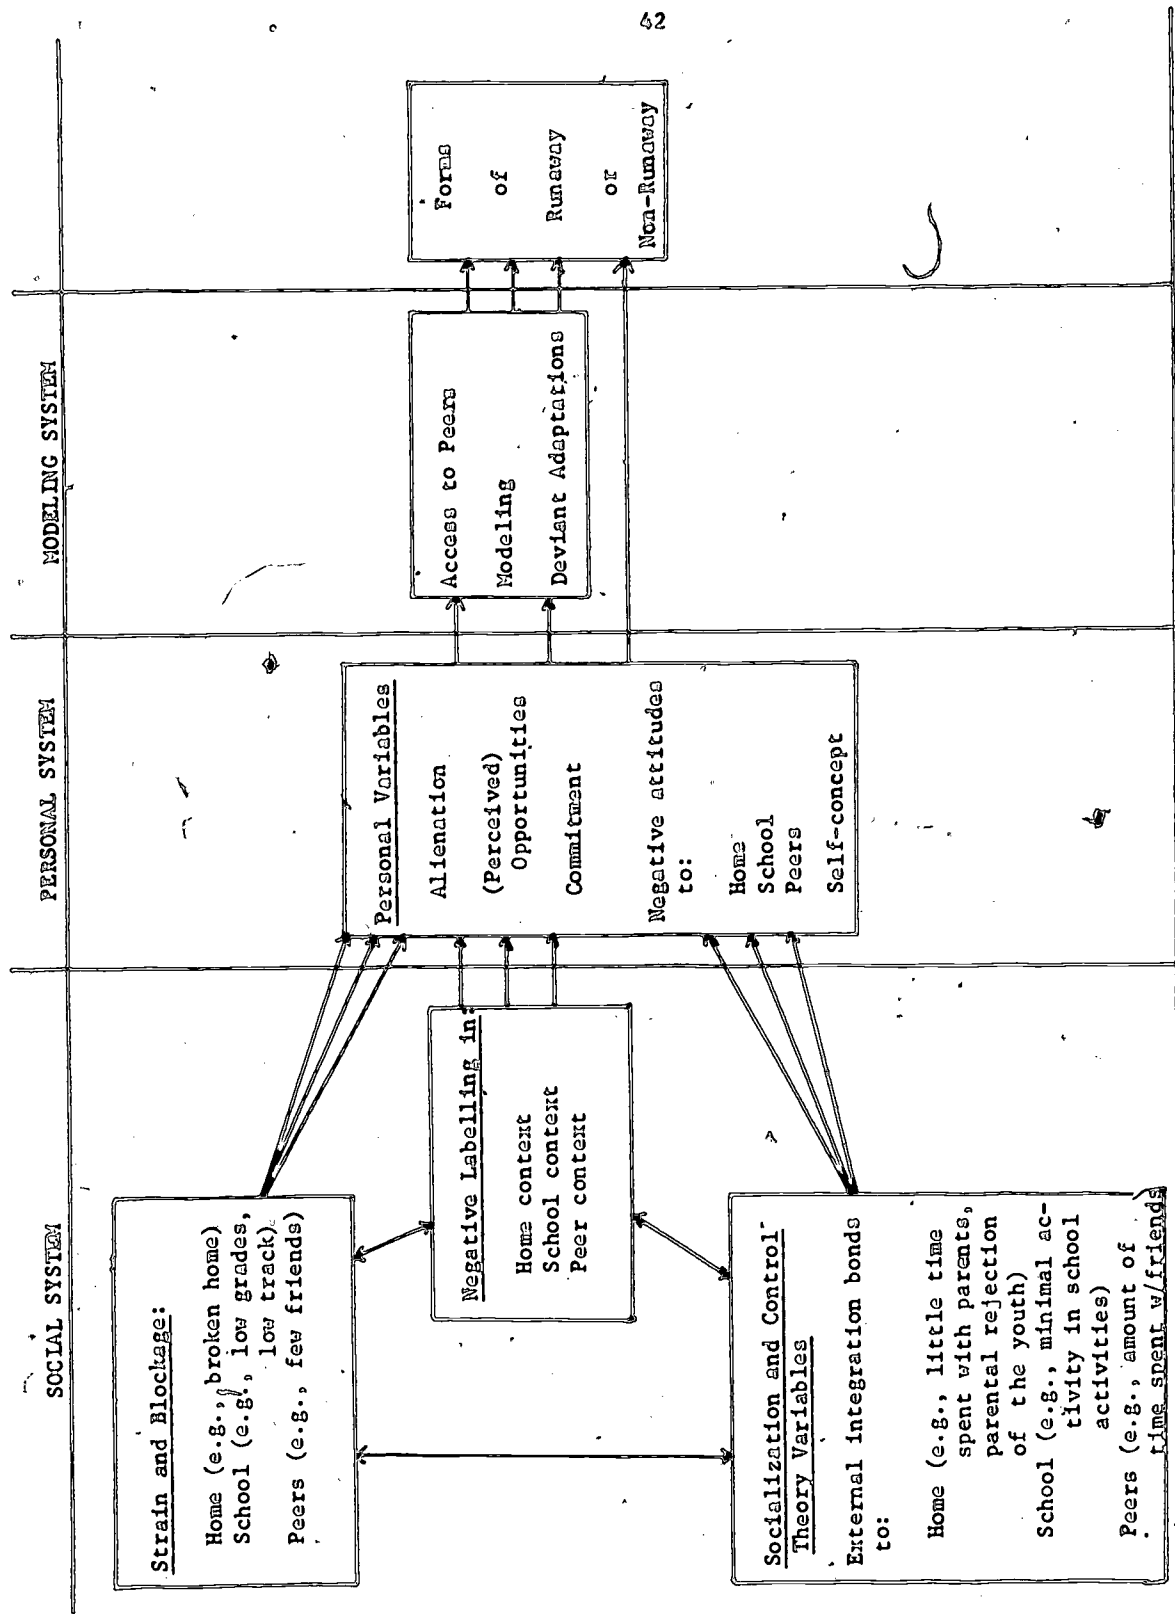 42
SOCIAL SYSTEM
PERSONAL SYSTEM
MODELING SYSTEM
Strain and Blockage:
Home (e.g., broken home)
School (e.g., low grades,
low track)
Peers (e.g., few friends)
Negative Labelling in:
Home content
School content
Peer content
Socialization and Control
Theory Variables
External integration bonds
to:
Home (e.g., little time
spent with parents,
parental rejection
of the youth)
School (e.g., minimal ac-
tivity in school
activities)
Peers (e.g., amount of
time spent w/friends
Personal Variables
Alienation
(Perceived)
Opportunities
Commitment
Negative attitudes
to:
Home
School
Peers
Self-concept
Access to Peers
Modeling
Deviant Adaptations
Forms
of
Runaway
or
Non-Runaway